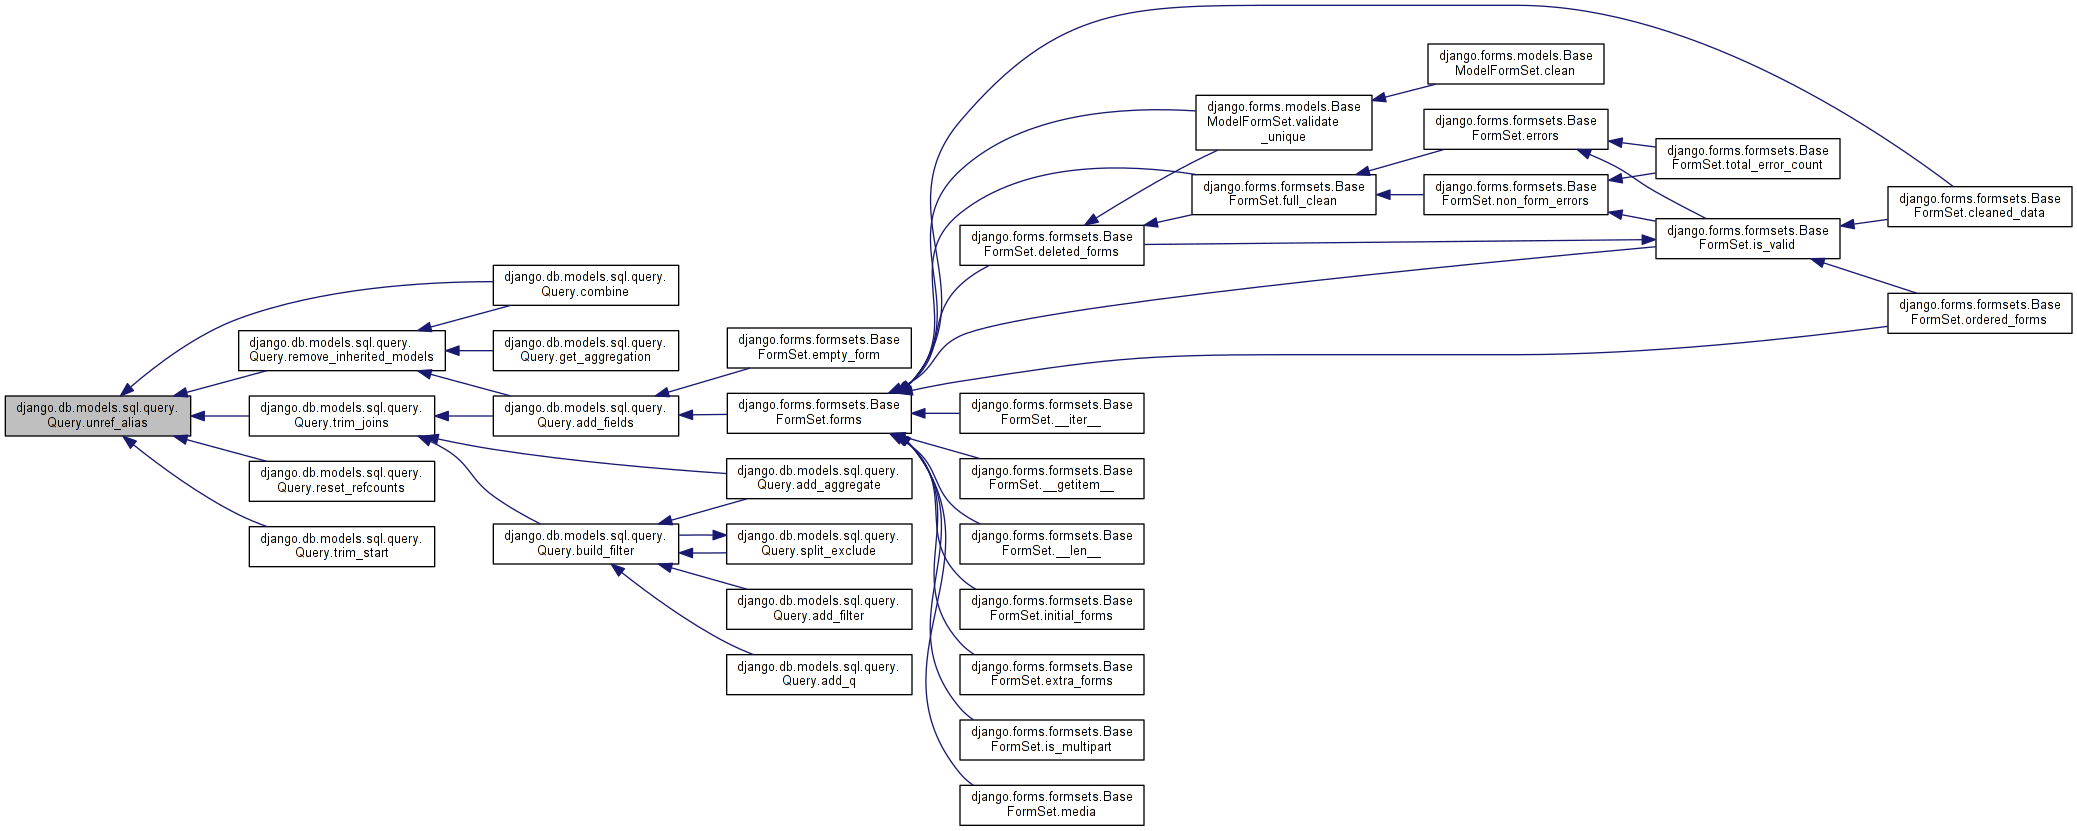 django.forms.models.Base
ModelFormSet.clean
django.forms.models.Base
ModelFormSet.validate
_unique
django.forms.formsets.Base
FormSet.errors
django.forms.formsets.Base
FormSet.total_error_count
django.forms.formsets.Base
FormSet.full_clean
django.forms.formsets.Base
FormSet.non_form_errors
django.forms.formsets.Base
FormSet.cleaned_data
django.forms.formsets.Base
FormSet.deleted_forms
django.forms.formsets.Base
FormSet.is_valid
django.db.models.sql.query.
Query.combine
django.forms.formsets.Base
FormSet.ordered_forms
django.db.models.sql.query.
Query.remove_inherited_models
django.db.models.sql.query.
Query.get_aggregation
django.forms.formsets.Base
FormSet.empty_form
django.db.models.sql.query.
Query.unref_alias
django.db.models.sql.query.
Query.trim_joins
django.db.models.sql.query.
Query.add_fields
django.forms.formsets.Base
FormSet.forms
django.forms.formsets.Base
FormSet.__iter__
django.db.models.sql.query.
Query.reset_refcounts
django.db.models.sql.query.
Query.add_aggregate
django.forms.formsets.Base
FormSet.__getitem__
django.db.models.sql.query.
Query.trim_start
django.db.models.sql.query.
Query.build_filter
django.db.models.sql.query.
Query.split_exclude
django.forms.formsets.Base
FormSet.__len__
django.db.models.sql.query.
Query.add_filter
django.forms.formsets.Base
FormSet.initial_forms
django.db.models.sql.query.
Query.add_q
django.forms.formsets.Base
FormSet.extra_forms
django.forms.formsets.Base
FormSet.is_multipart
django.forms.formsets.Base
FormSet.media